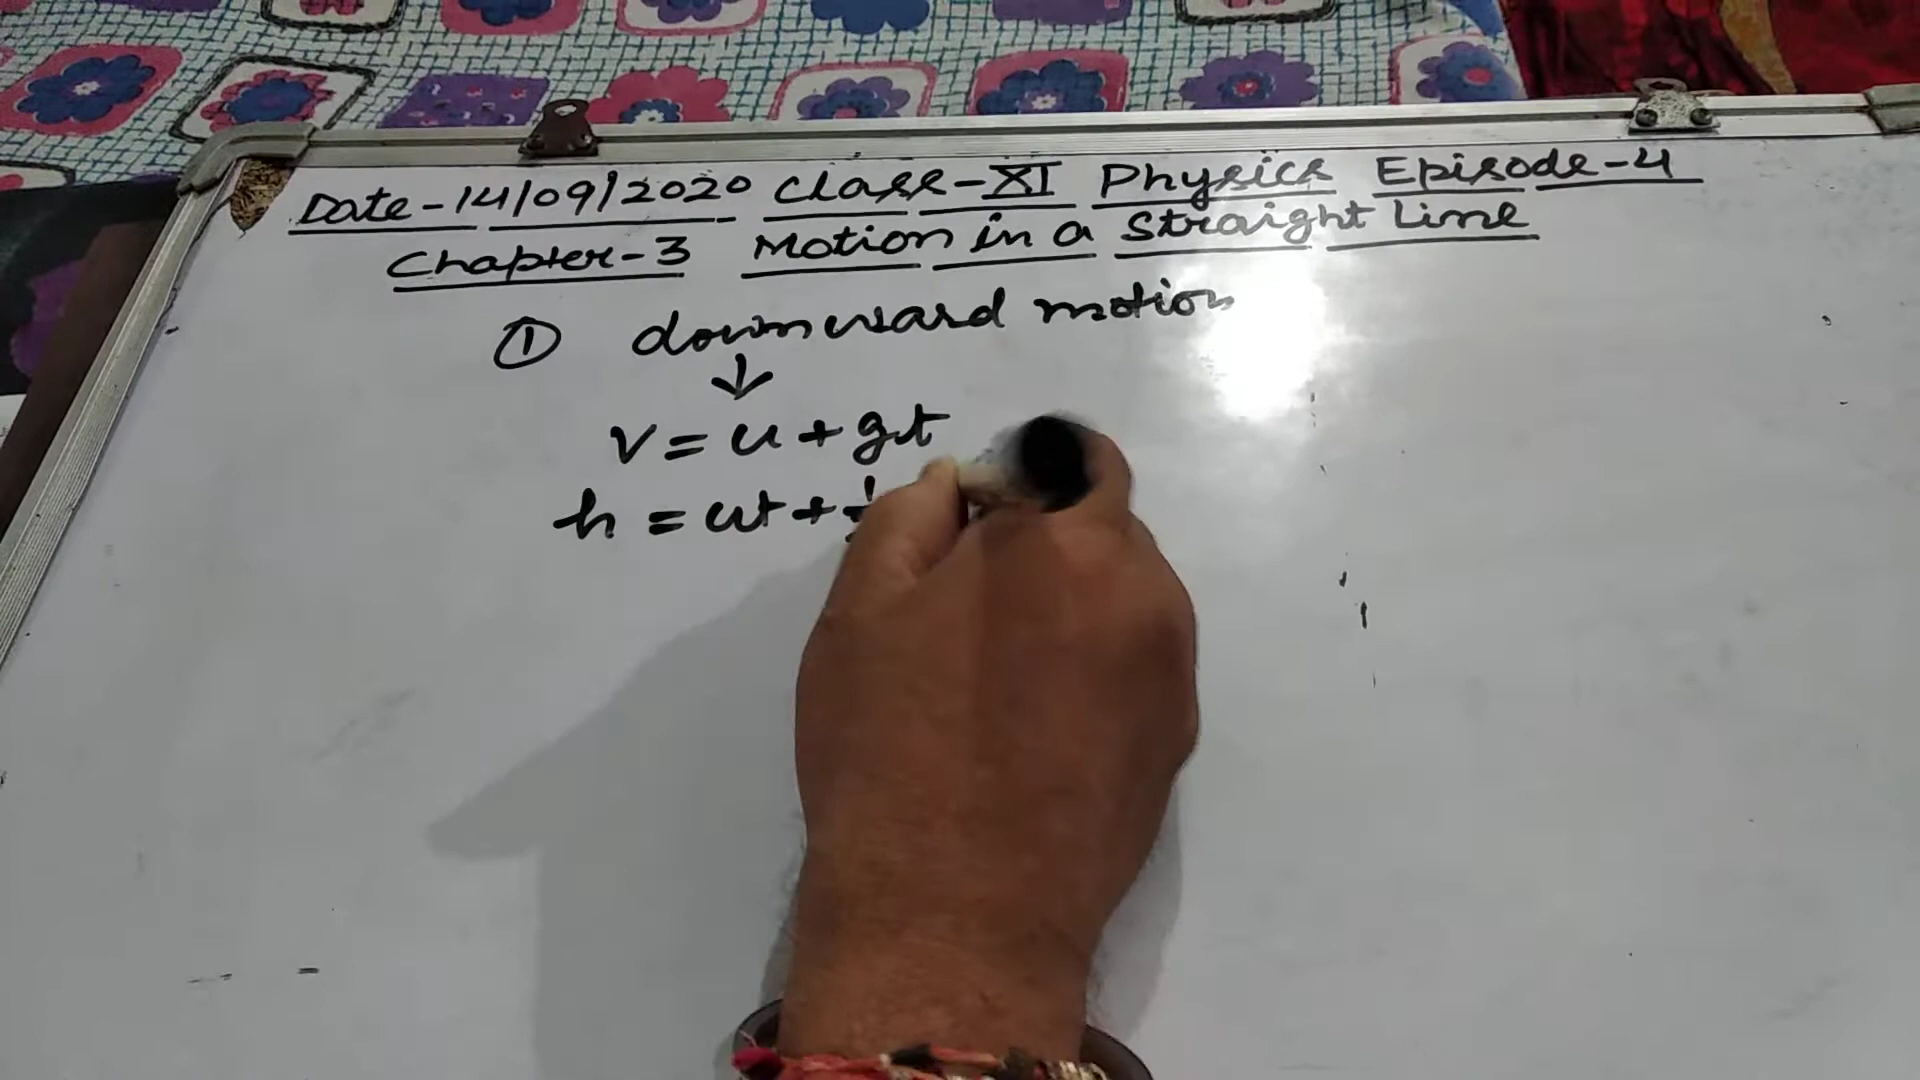 Date-14/09/2020 Class-XI Physics Episode-4
Chapter-3 Motion in a Straight Line
① downward motion
↓
v = u + gt
h = ut + 1